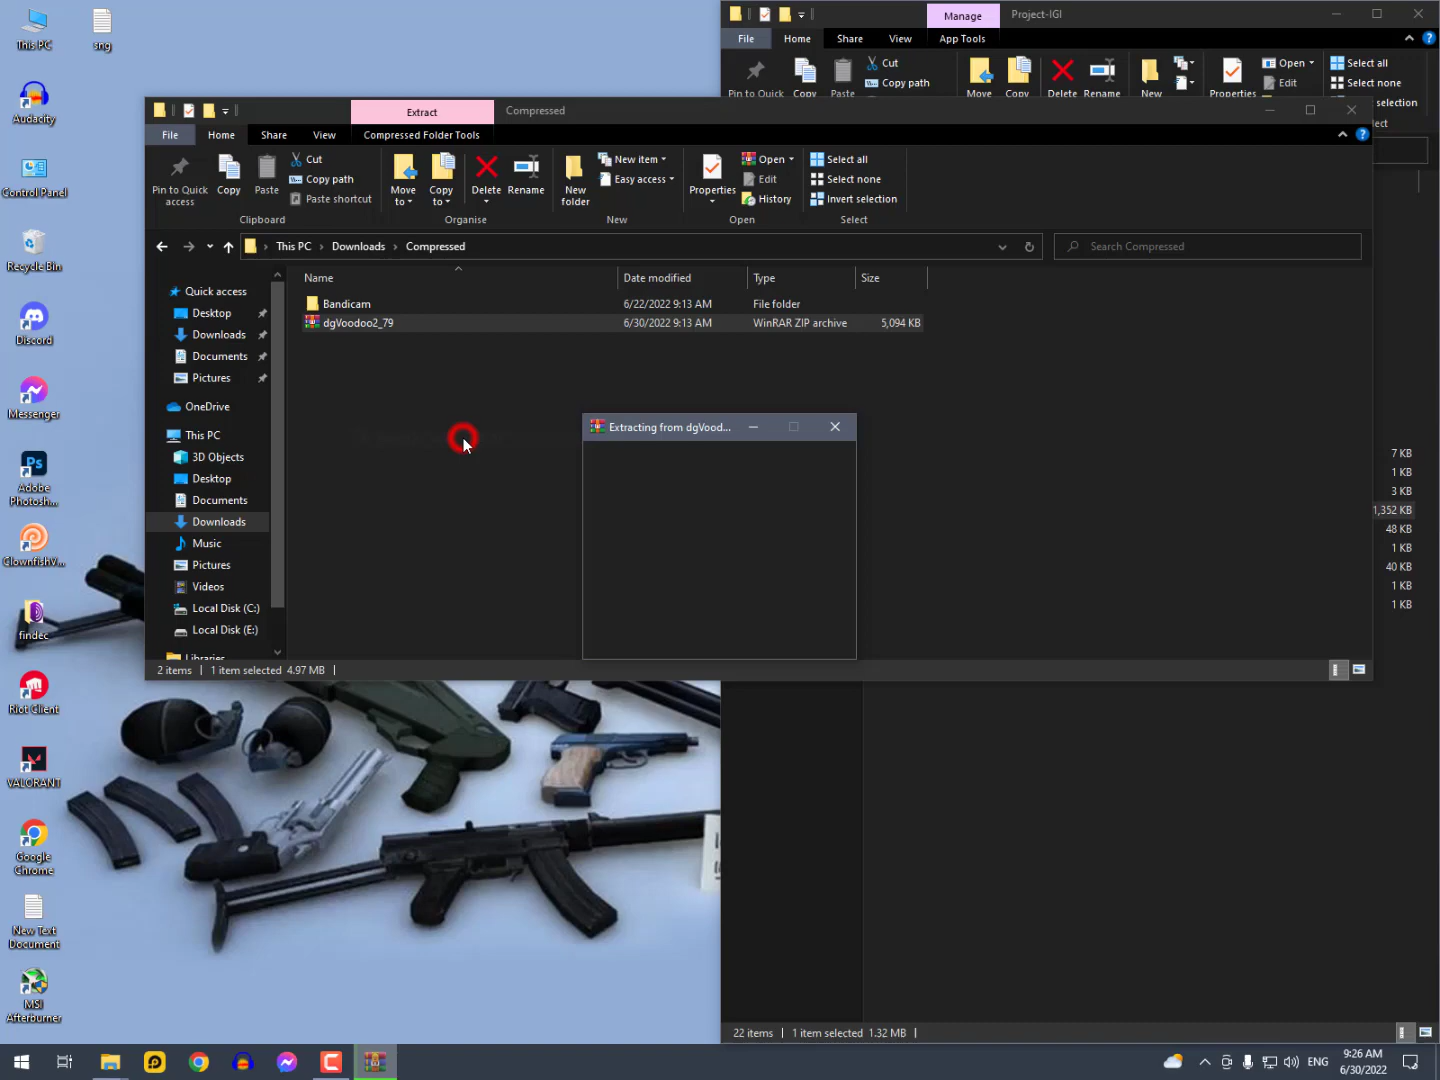 This PC
sng
Audacity
Control Panel
Recycle Bin
Discord
Messenger
Adobe
Photosh...
ClownfishV...
findec
Riot Client
VALORANT
Google
Chrome
New Text
Document
MSI
Afterburner
Manage
Project-IGI
File
Home
Share
View
App Tools
Pin to Quick
Copy
Paste
Cut
Copy path
Move
Copy
Delete
Rename
New
Properties
Open
Edit
Select all
Select none
selection
Extract
Compressed
File
Home
Share
View
Compressed Folder Tools
Pin to Quick
access
Copy
Paste
Cut
Copy path
Paste shortcut
Clipboard
Move
to
Copy
to
Delete
Rename
Organise
New
folder
New item
Easy access
New
Properties
Open
Edit
History
Open
Select all
Select none
Invert selection
Select
This PC
Downloads
Compressed
Search Compressed
Name
Date modified
Type
Size
Bandicam
6/22/2022 9:13 AM
File folder
dgVoodoo2_79
6/30/2022 9:13 AM
WinRAR ZIP archive
5,094 KB
Quick access
Desktop
Downloads
Documents
Pictures
OneDrive
This PC
3D Objects
Desktop
Documents
Downloads
Music
Pictures
Videos
Local Disk (C:)
Local Disk (E:)
Libraries
Extracting from dgVood...
2 items
1 item selected 4.97 MB
7 KB
1 KB
3 KB
1,352 KB
48 KB
1 KB
40 KB
1 KB
1 KB
22 items
1 item selected 1.32 MB
ENG
9:26 AM
6/30/2022